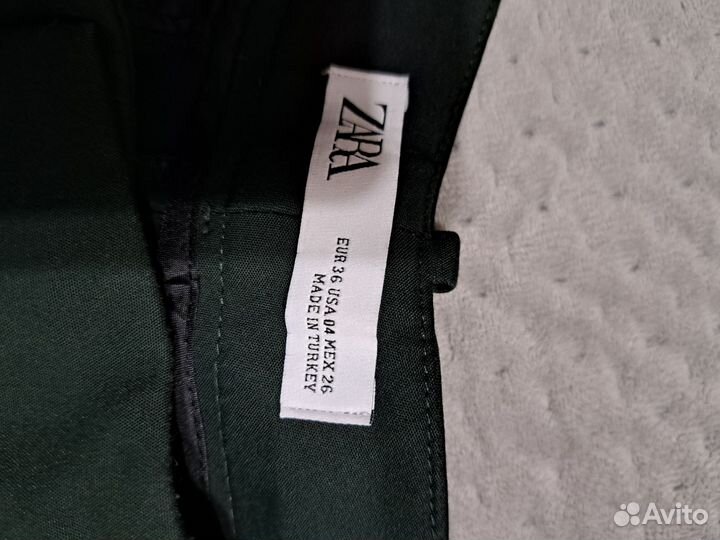 ZARA
EUR 36 USA 04 MEX 26
MADE IN TURKEY
Avito